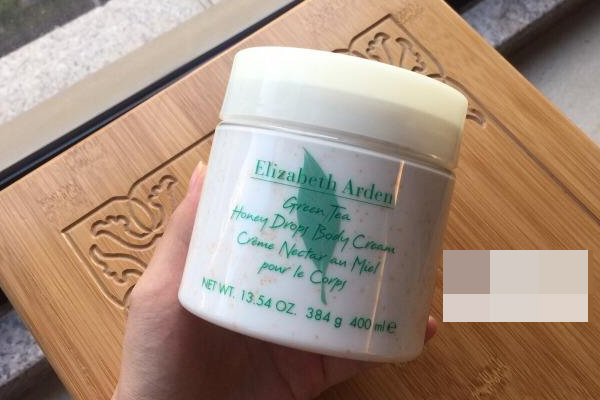 Elizabeth Arden
Green Tea
Honey Drops Body Cream
Crème Nectar au Miel
pour le Corps
NET WT. 13.54 OZ. 384 g 400 ml e